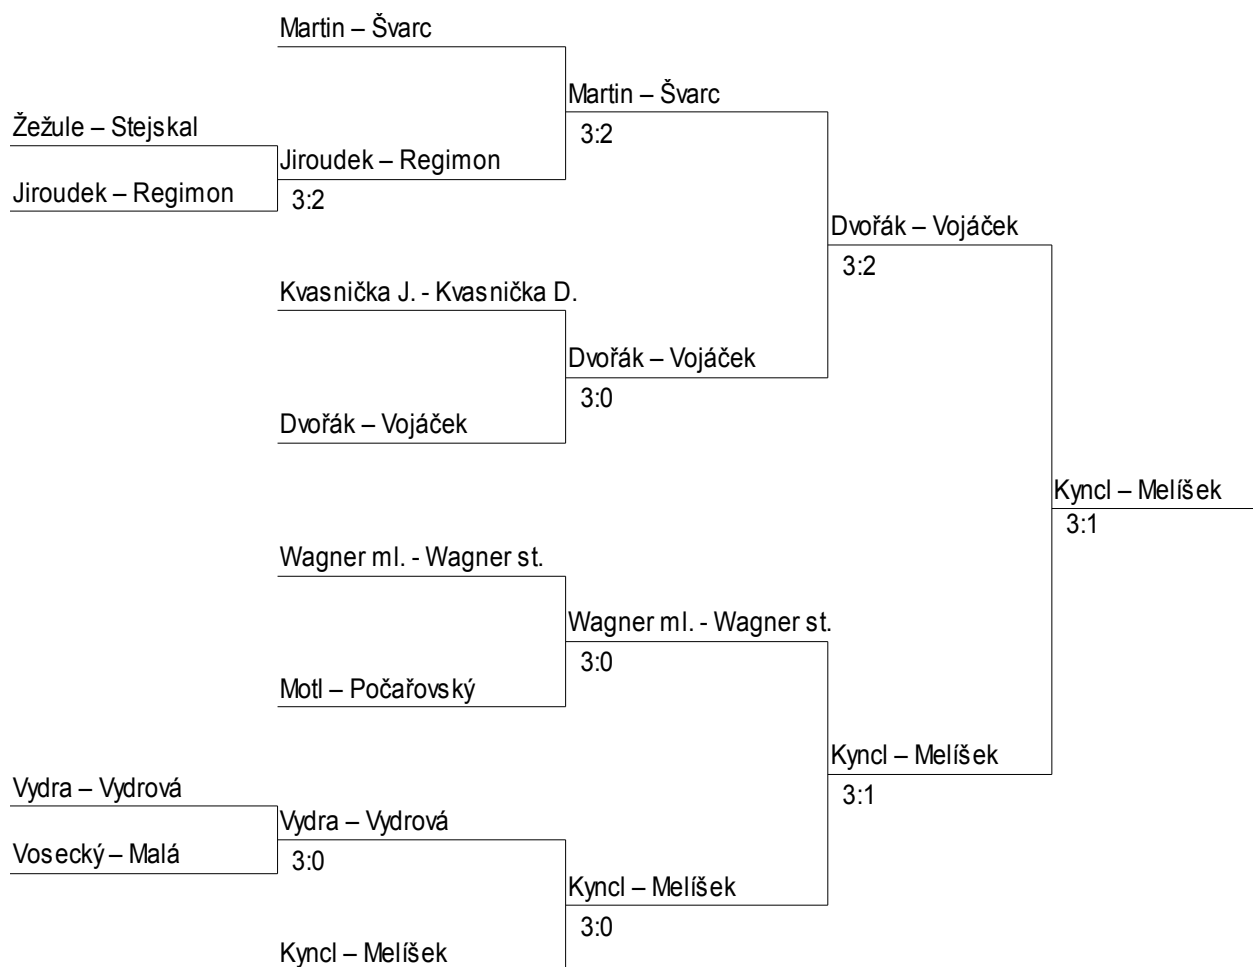 Martin – Švarc
Martin – Švarc
Žežule – Stejskal
3:2
Jiroudek – Regimon
Jiroudek – Regimon
3:2
Dvořák – Vojáček
3:2
Kvasnička J. - Kvasnička D.
Dvořák – Vojáček
3:0
Dvořák – Vojáček
Kyncl – Melíšek
3:1
Wagner ml. - Wagner st.
Wagner ml. - Wagner st.
3:0
Motl – Počařovský
Kyncl – Melíšek
3:1
Vydra – Vydrová
Vydra – Vydrová
Vosecký – Malá
3:0
Kyncl – Melíšek
3:0
Kyncl – Melíšek